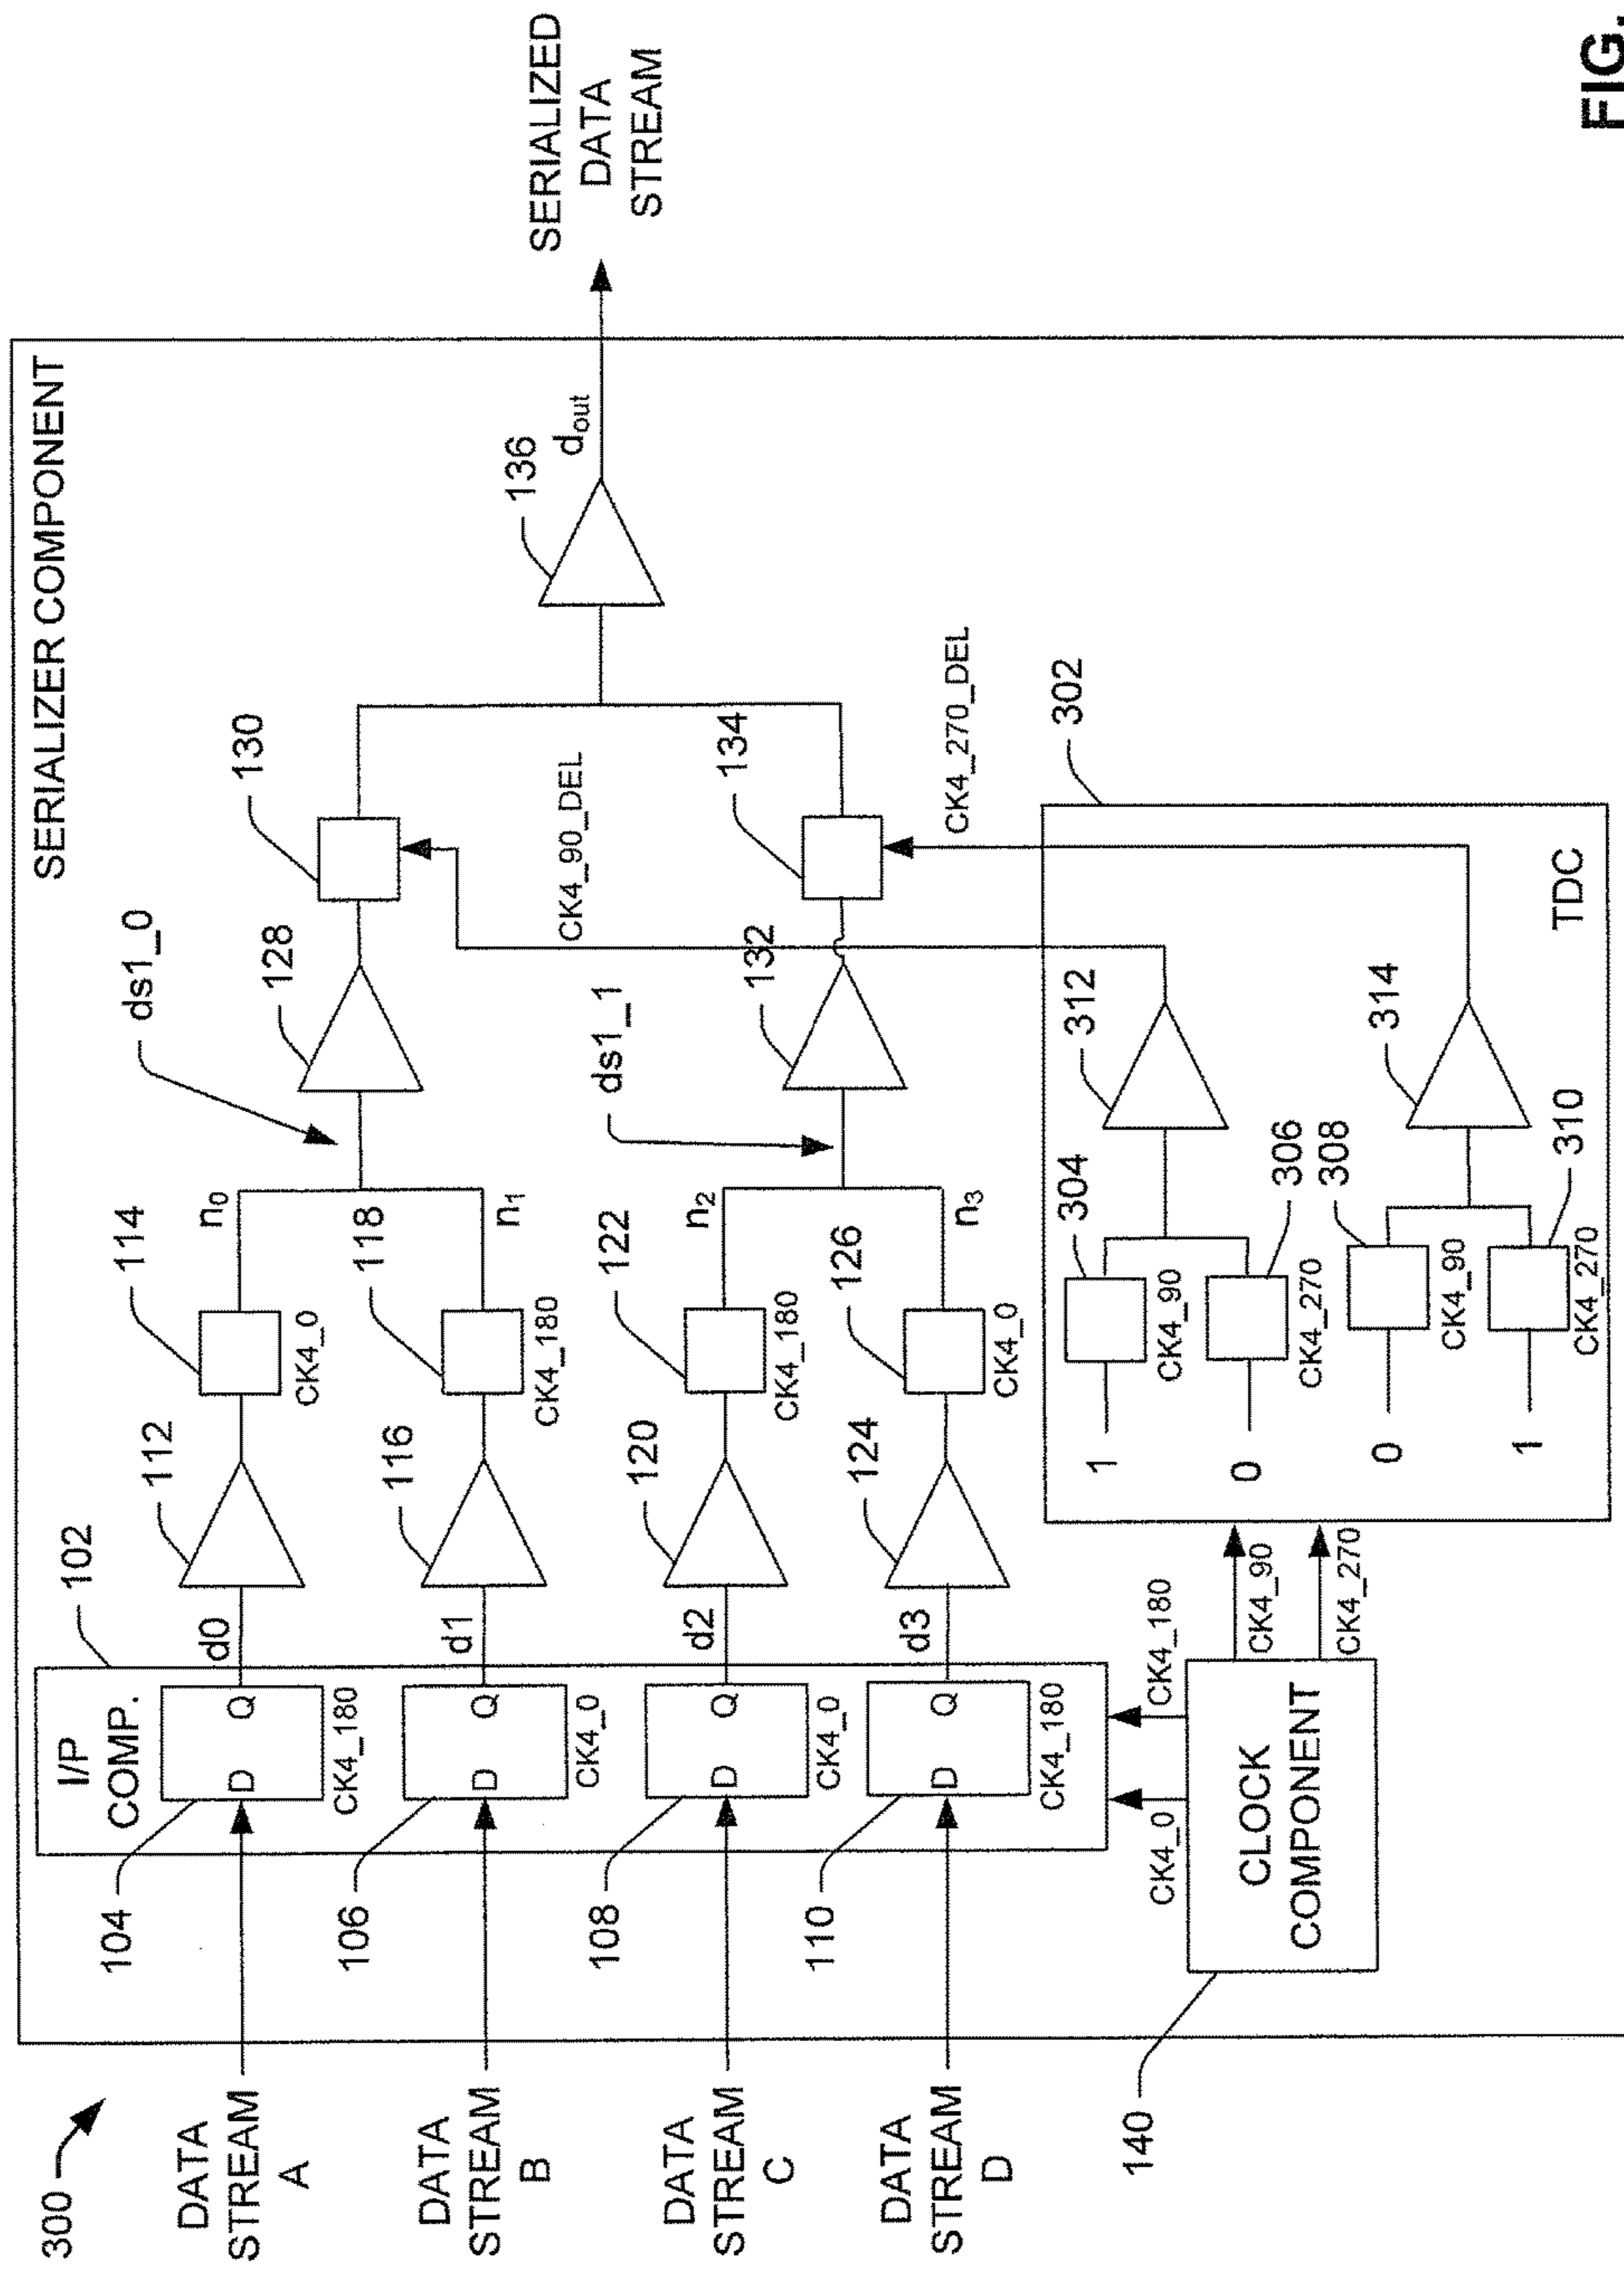 300
SERIALIZER COMPONENT
DATA
STREAM
A
DATA
STREAM
B
DATA
STREAM
C
DATA
STREAM
D
102
I/P
COMP.
104
D Q
CK4_180
106
D Q
CK4_0
108
D Q
CK4_0
110
D Q
CK4_180
d0
d1
d2
d3
112
116
120
124
114
CK4_0
118
CK4_180
122
CK4_180
126
CK4_0
n0
n1
n2
n3
ds1_0
ds1_1
128
132
130
134
CK4_90_DEL
CK4_270_DEL
136
dout
SERIALIZED
DATA
STREAM
140
CLOCK
COMPONENT
CK4_0
CK4_180
CK4_90
CK4_270
302
TDC
1
304
CK4_90
0
306
CK4_270
0
308
CK4_90
1
310
CK4_270
312
314
FIG.